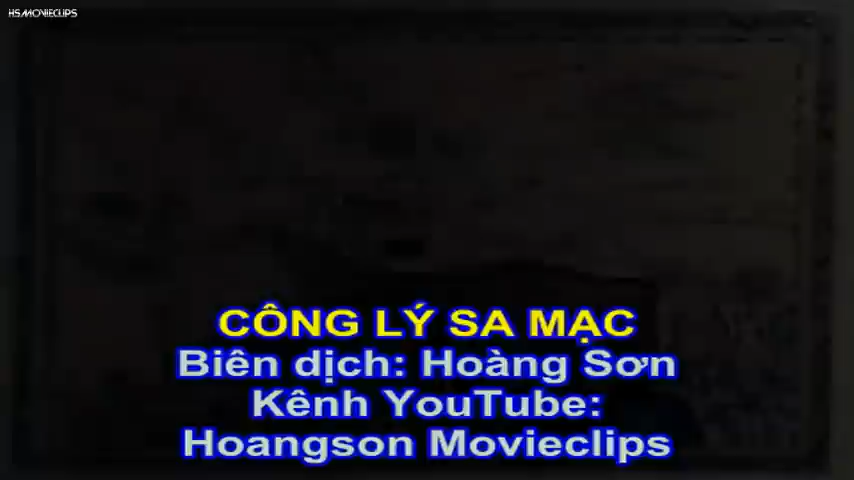 HSMOVIECLIPS
CÔNG LÝ SA MẠC
Biên dịch: Hoàng Sơn
Kênh YouTube:
Hoangson Movieclips